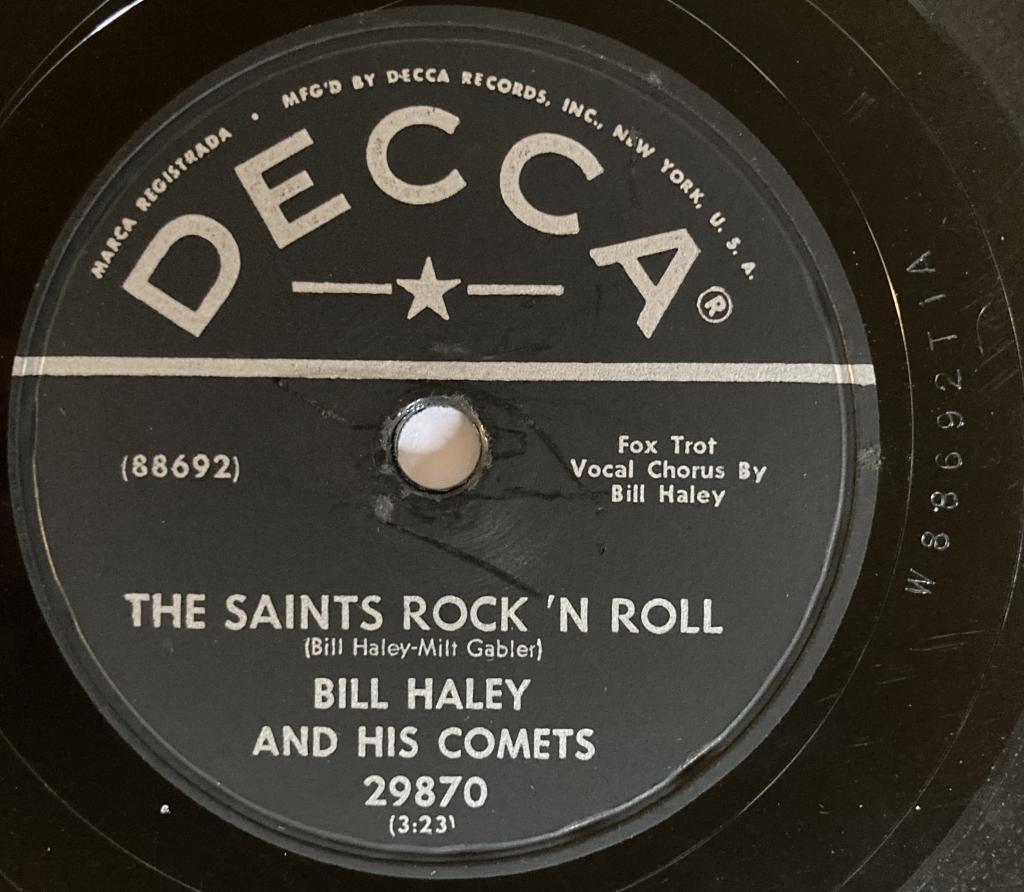 MARCA REGISTRADA • MFG'D BY DECCA RECORDS, INC., NEW YORK, U. S. A.
DECCA ®
(88692)
Fox Trot
Vocal Chorus By
Bill Haley
THE SAINTS ROCK 'N ROLL
(Bill Haley-Milt Gabler)
BILL HALEY
AND HIS COMETS
29870
(3:23)
W 88692T1A